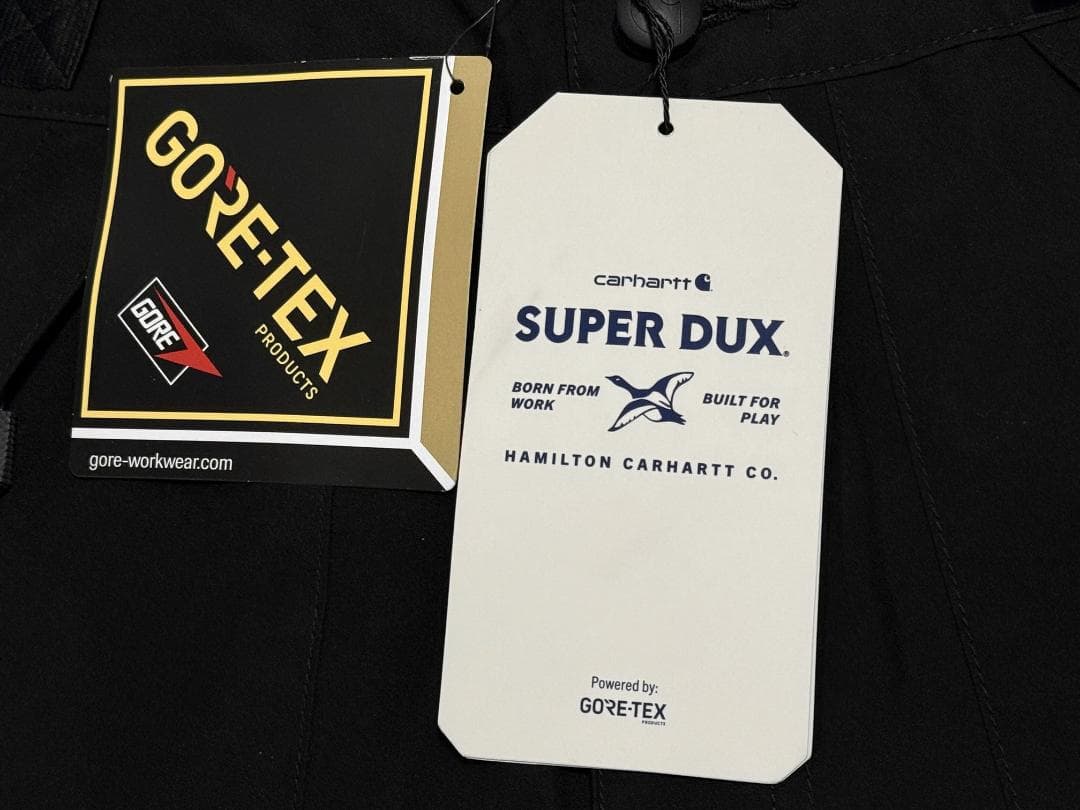 GORE-TEX
PRODUCTS
GORE
gore-workwear.com
carhartt
SUPER DUX®
BORN FROM
WORK
BUILT FOR
PLAY
HAMILTON CARHARTT CO.
Powered by:
GORE-TEX
PRODUCTS